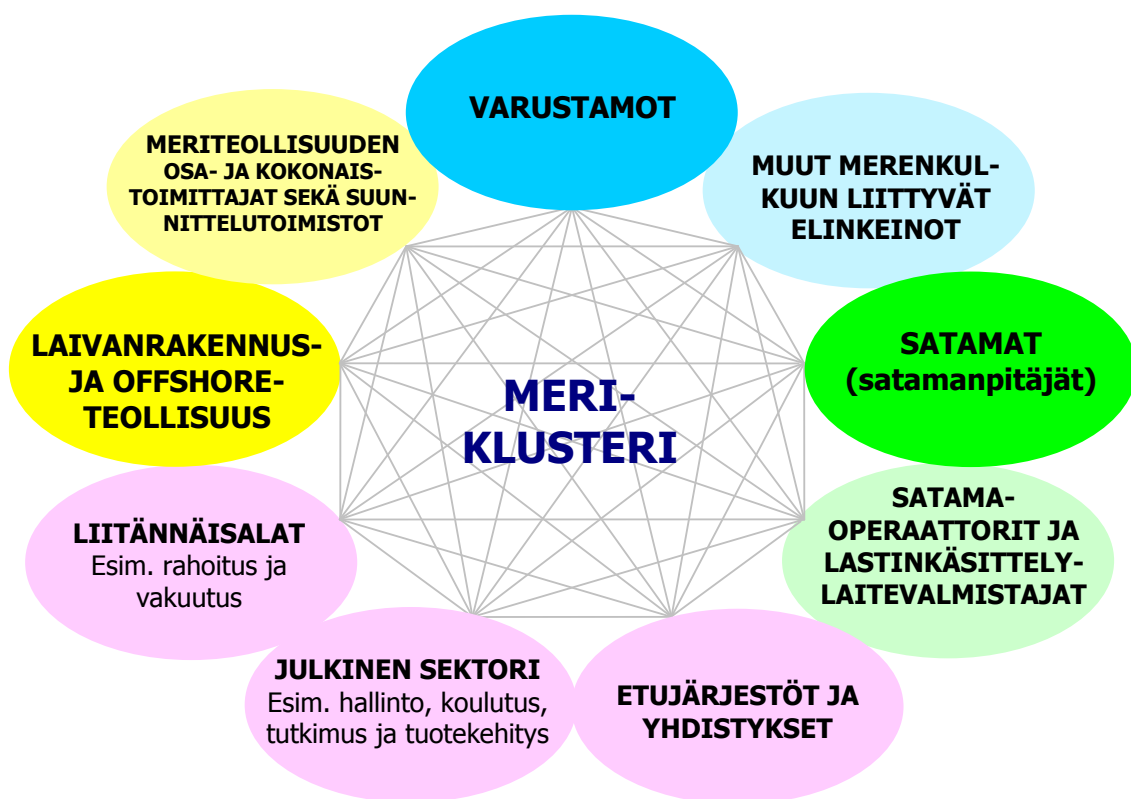 VARUSTAMOT
MERITEOLLISUUDEN
OSA- JA KOKONAIS-
TOIMITTAJAT SEKÄ SUUN-
NITTELUTOIMISTOT
MUUT MERENKUL-
KUUN LIITTYVÄT
ELINKEINOT
LAIVANRAKENNUS-
JA OFFSHORE-
TEOLLISUUS
SATAMAT
(satamanpitäjät)
MERI-
KLUSTERI
LIITÄNNÄISALAT
Esim. rahoitus ja
vakuutus
SATAMA-
OPERAATTORIT JA
LASTINKÄSITTELY-
LAITEVALMISTAJAT
JULKINEN SEKTORI
Esim. hallinto, koulutus,
tutkimus ja tuotekehitys
ETUJÄRJESTÖT JA
YHDISTYKSET